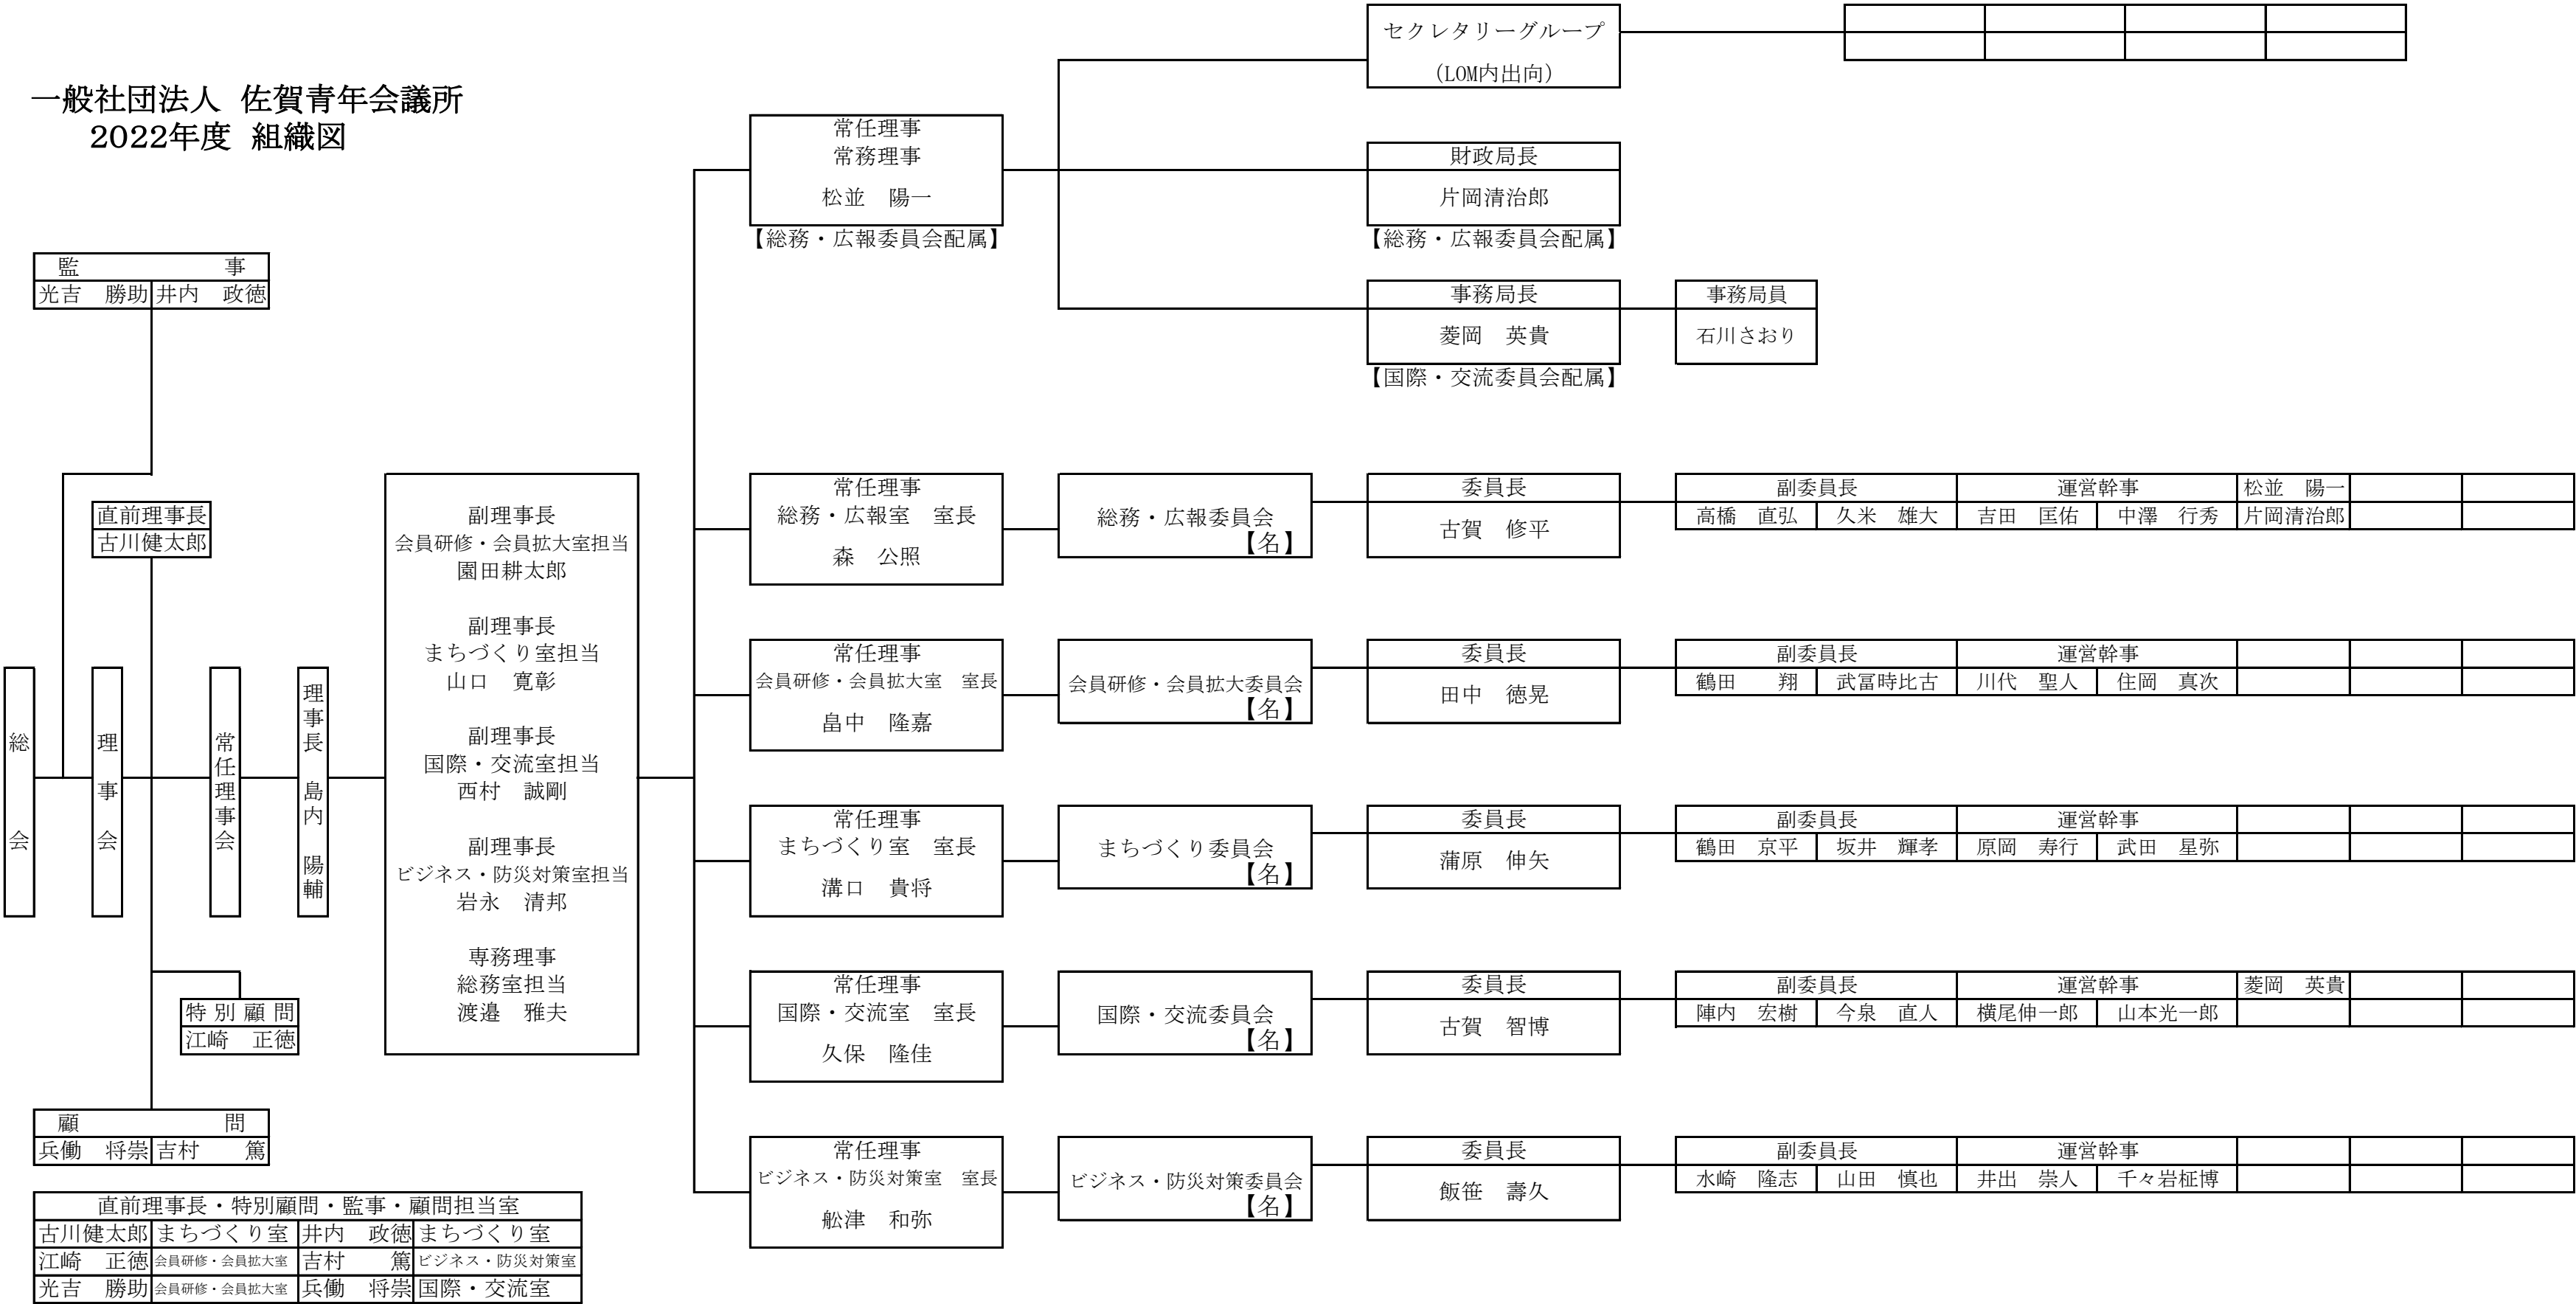 一般社団法人 佐賀青年会議所
2022年度 組織図
セクレタリーグループ
(LOM内出向)
常任理事
常務理事
松並 陽一
【総務・広報委員会配属】
財政局長
片岡清治郎
【総務・広報委員会配属】
事務局長
菱岡 英貴
【国際・交流委員会配属】
事務局員
石川さおり
監 事
光吉 勝助 井内 政徳
直前理事長
古川健太郎
総会
理事会
常任理事会
理事長 島内 陽輔
特別顧問
江崎 正徳
顧 問
兵働 将崇 吉村 篤
副理事長
会員研修・会員拡大室担当
園田耕太郎
副理事長
まちづくり室担当
山口 寛彰
副理事長
国際・交流室担当
西村 誠剛
副理事長
ビジネス・防災対策室担当
岩永 清邦
専務理事
総務室担当
渡邉 雅夫
常任理事
総務・広報室 室長
森 公照
総務・広報委員会
【名】
委員長
古賀 修平
副委員長 運営幹事 松並 陽一
高橋 直弘 久米 雄大 吉田 匡佑 中澤 行秀 片岡清治郎
常任理事
会員研修・会員拡大室 室長
畠中 隆嘉
会員研修・会員拡大委員会
【名】
委員長
田中 徳晃
副委員長 運営幹事
鶴田 翔 武冨時比古 川代 聖人 住岡 真次
常任理事
まちづくり室 室長
溝口 貴将
まちづくり委員会
【名】
委員長
蒲原 伸矢
副委員長 運営幹事
鶴田 京平 坂井 輝孝 原岡 寿行 武田 星弥
常任理事
国際・交流室 室長
久保 隆佳
国際・交流委員会
【名】
委員長
古賀 智博
副委員長 運営幹事 菱岡 英貴
陣内 宏樹 今泉 直人 横尾伸一郎 山本光一郎
常任理事
ビジネス・防災対策室 室長
舩津 和弥
ビジネス・防災対策委員会
【名】
委員長
飯笹 壽久
副委員長 運営幹事
水崎 隆志 山田 慎也 井出 崇人 千々岩柾博
直前理事長・特別顧問・監事・顧問担当室
古川健太郎 まちづくり室 井内 政徳 まちづくり室
江崎 正徳 会員研修・会員拡大室 吉村 篤 ビジネス・防災対策室
光吉 勝助 会員研修・会員拡大室 兵働 将崇 国際・交流室